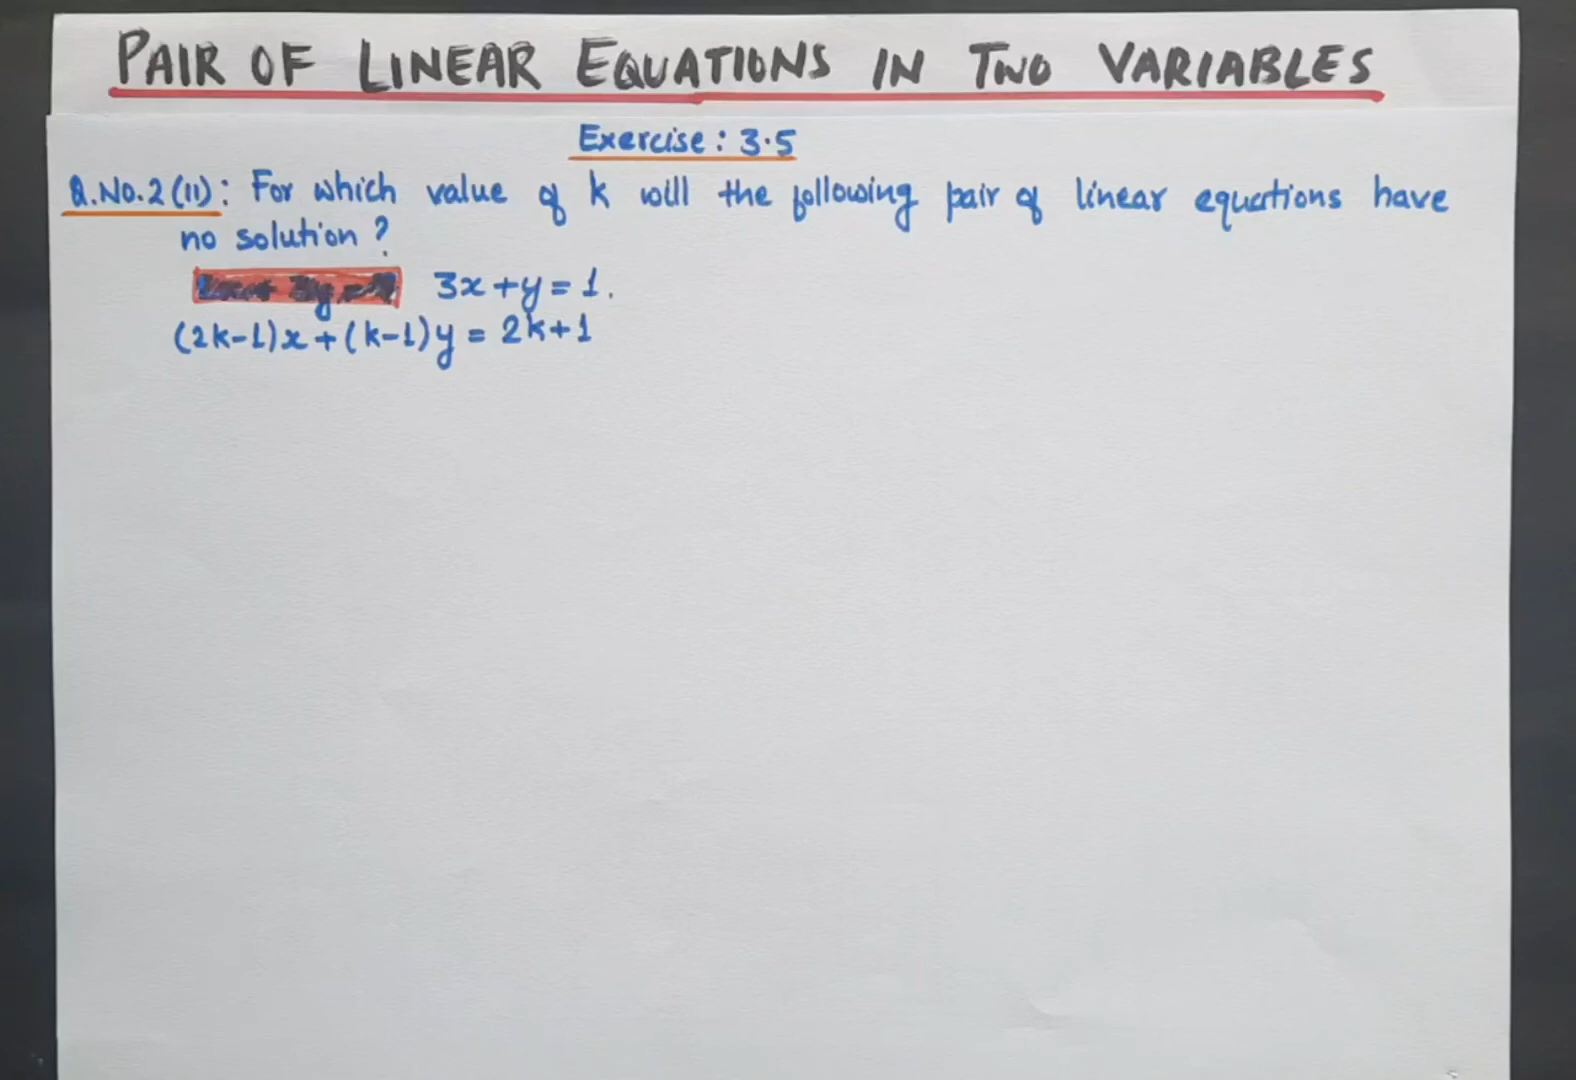 PAIR OF LINEAR EQUATIONS IN TWO VARIABLES
Exercise: 3.5
Q.No.2(ii): For which value of k will the following pair of linear equations have
no solution?
3x+y=1.
(2k-1)x+(k-1)y=2k+1